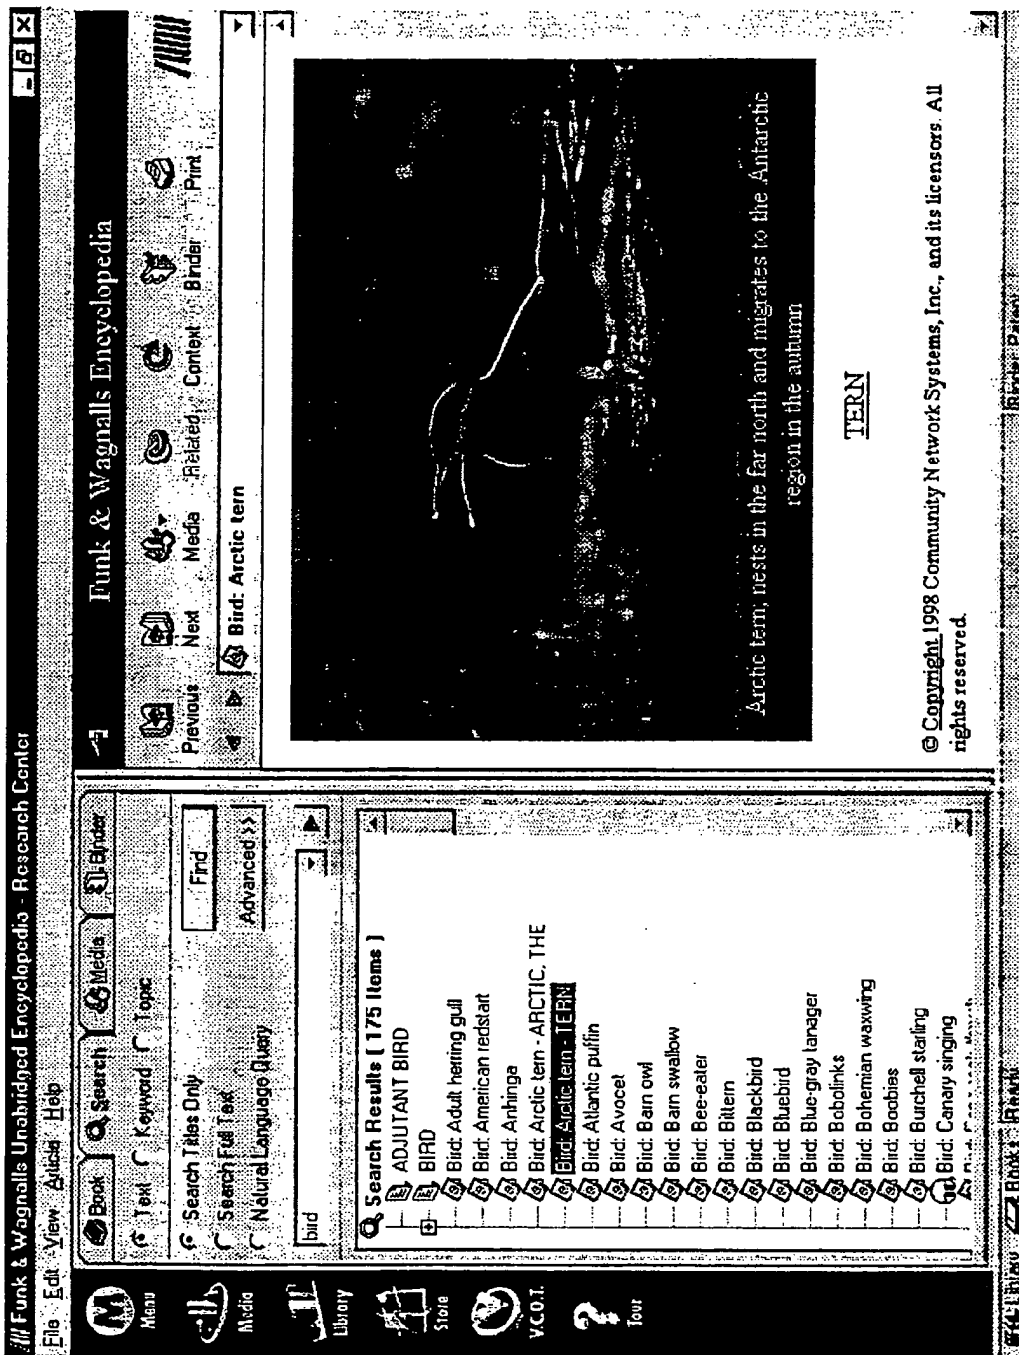 Funk & Wagnalls Unabridged Encyclopedia - Research Center
File Edit View Article Help
Menu
Media
Library
Store
V.C.O.T.
Tour
Book Search Media Binder
Text Keyword Topic
Search Titles Only
Search Full Text
Natural Language Query
Find
Advanced >>
bird
Search Results [ 175 Items ]
ADJUTANT BIRD
BIRD
Bird: Adult herring gull
Bird: American redstart
Bird: Anhinga
Bird: Arctic tern - ARCTIC, THE
Bird: Arctic tern - TERN
Bird: Atlantic puffin
Bird: Avocet
Bird: Barn owl
Bird: Barn swallow
Bird: Bee-eater
Bird: Bittern
Bird: Blackbird
Bird: Bluebird
Bird: Blue-gray tanager
Bird: Bobolinks
Bird: Bohemian waxwing
Bird: Boobies
Bird: Burchell starling
Bird: Canary singing
Funk & Wagnalls Encyclopedia
Previous Next Media Related Context Binder Print
Bird: Arctic tern
Arctic tern; nests in the far north and migrates to the Antarctic
region in the autumn
TERN
© Copyright 1998 Community Network Systems, Inc., and its licensors. All
rights reserved.
Library Books Ready